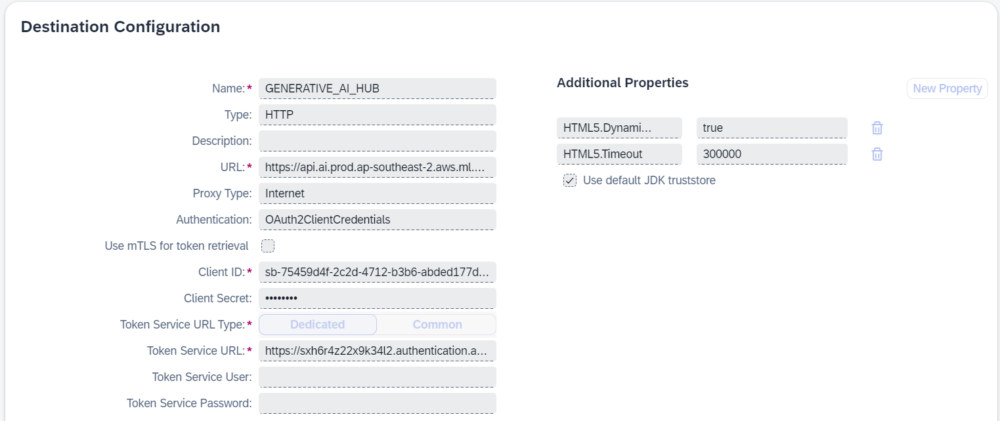 Destination Configuration
Name:* GENERATIVE_AI_HUB
Type: HTTP
Description:
URL:* https://api.ai.prod.ap-southeast-2.aws.ml....
Proxy Type: Internet
Authentication: OAuth2ClientCredentials
Use mTLS for token retrieval
Client ID:* sb-75459d4f-2c2d-4712-b3b6-abded177d...
Client Secret: ••••••••
Token Service URL Type:* Dedicated Common
Token Service URL:* https://sxh6r4z22x9k34l2.authentication.a...
Token Service User:
Token Service Password:
Additional Properties
New Property
HTML5.Dynami... true
HTML5.Timeout 300000
Use default JDK truststore